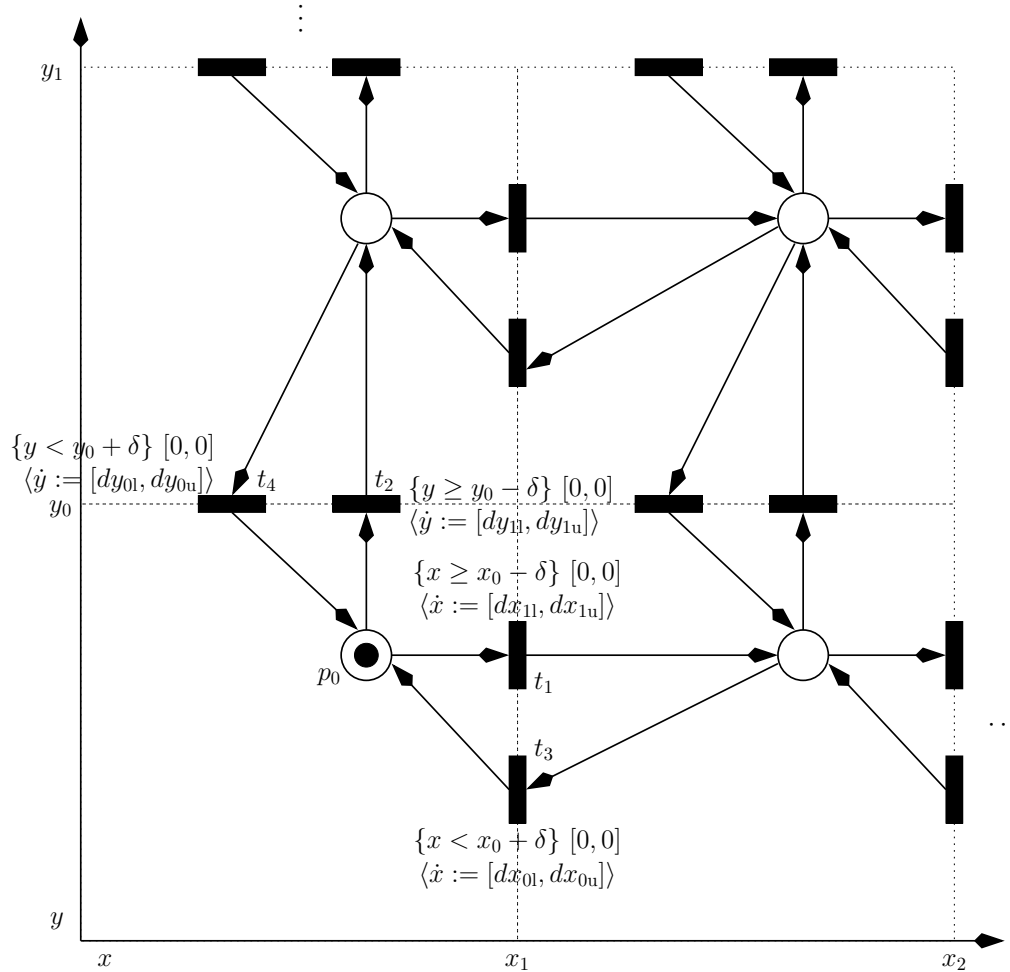 ⋮
y₁
{y < y₀ + δ} [0, 0]
⟨ẏ := [dy₀ₗ, dy₀ᵤ]⟩
t₄
t₂
{y ≥ y₀ − δ} [0, 0]
⟨ẏ := [dy₁ₗ, dy₁ᵤ]⟩
y₀
{x ≥ x₀ − δ} [0, 0]
⟨ẋ := [dx₁ₗ, dx₁ᵤ]⟩
p₀
t₁
. .
t₃
{x < x₀ + δ} [0, 0]
⟨ẋ := [dx₀ₗ, dx₀ᵤ]⟩
y
x
x₁
x₂